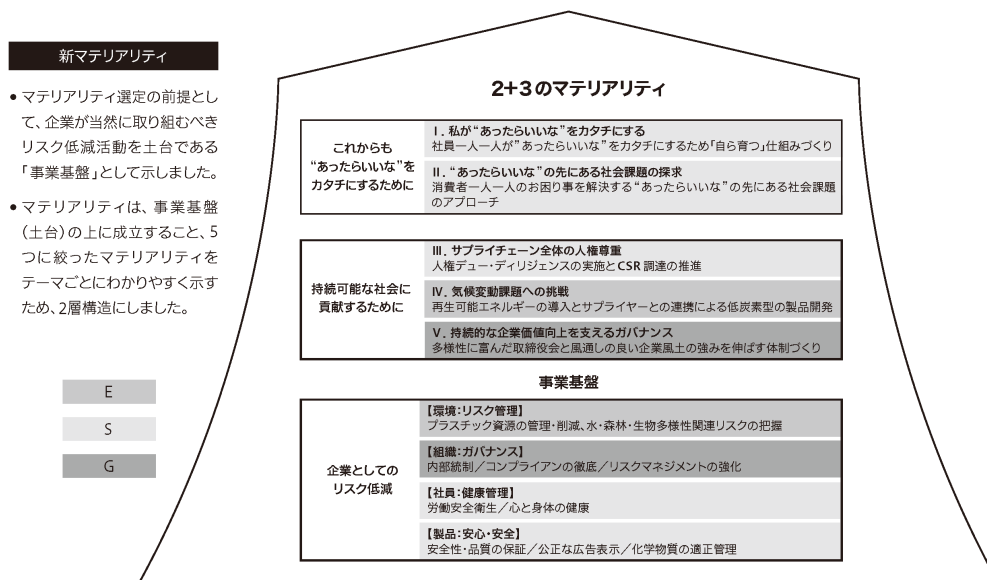 新マテリアリティ
• マテリアリティ選定の前提とし
て、企業が当然に取り組むべき
リスク低減活動を土台である
「事業基盤」として示しました。
• マテリアリティは、事業基盤
（土台）の上に成立すること、5
つに絞ったマテリアリティを
テーマごとにわかりやすく示す
ため、2層構造にしました。
E
S
G
2+3のマテリアリティ
これからも
“あったらいいな”を
カタチにするために
Ⅰ. 私が“あったらいいな”をカタチにする
社員一人一人が“あったらいいな”をカタチにするため「自ら育つ」仕組みづくり
Ⅱ. “あったらいいな”の先にある社会課題の探求
消費者一人一人のお困り事を解決する“あったらいいな”の先にある社会課題
のアプローチ
持続可能な社会に
貢献するために
Ⅲ. サプライチェーン全体の人権尊重
人権デュー・ディリジェンスの実施とCSR調達の推進
Ⅳ. 気候変動課題への挑戦
再生可能エネルギーの導入とサプライヤーとの連携による低炭素型の製品開発
Ⅴ. 持続的な企業価値向上を支えるガバナンス
多様性に富んだ取締役会と風通しの良い企業風土の強みを伸ばす体制づくり
事業基盤
企業としての
リスク低減
【環境：リスク管理】
プラスチック資源の管理・削減、水・森林・生物多様性関連リスクの把握
【組織：ガバナンス】
内部統制／コンプライアンの徹底／リスクマネジメントの強化
【社員：健康管理】
労働安全衛生／心と身体の健康
【製品：安心・安全】
安全性・品質の保証／公正な広告表示／化学物質の適正管理